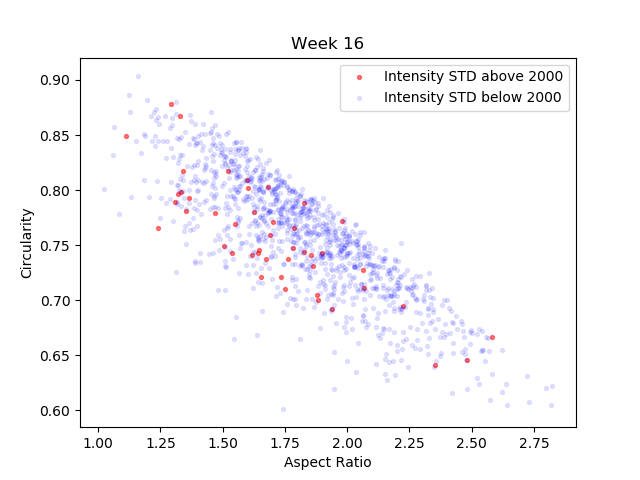 Week 16
Intensity STD above 2000
Intensity STD below 2000
0.90
0.85
0.80
0.75
0.70
0.65
0.60
Circularity
1.00 1.25 1.50 1.75 2.00 2.25 2.50 2.75
Aspect Ratio